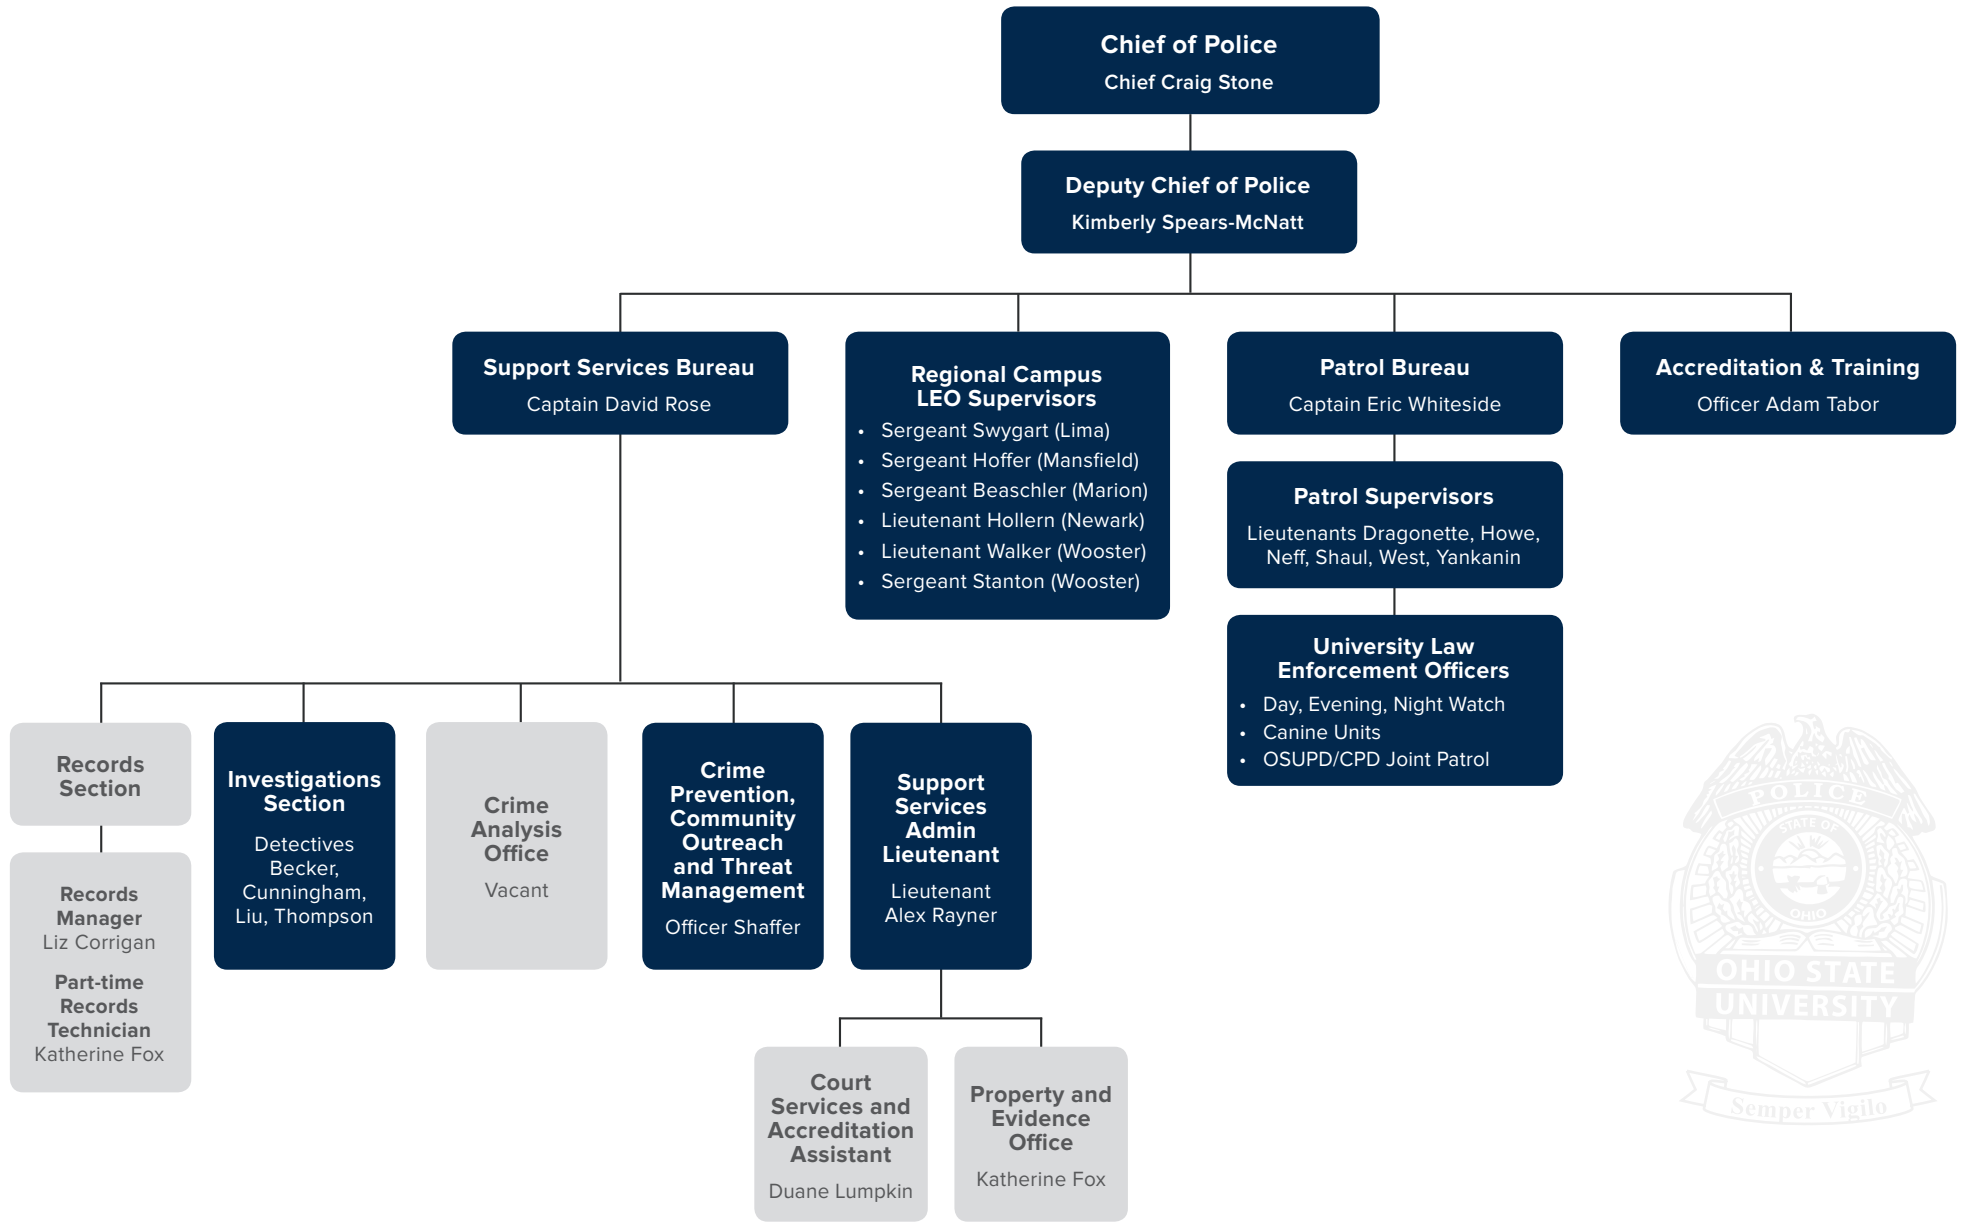 Chief of Police
Chief Craig Stone
Deputy Chief of Police
Kimberly Spears-McNatt
Support Services Bureau
Captain David Rose
Regional Campus
LEO Supervisors
• Sergeant Swygart (Lima)
• Sergeant Hoffer (Mansfield)
• Sergeant Beaschler (Marion)
• Lieutenant Hollern (Newark)
• Lieutenant Walker (Wooster)
• Sergeant Stanton (Wooster)
Patrol Bureau
Captain Eric Whiteside
Accreditation & Training
Officer Adam Tabor
Patrol Supervisors
Lieutenants Dragonette, Howe,
Neff, Shaul, West, Yankanin
University Law
Enforcement Officers
• Day, Evening, Night Watch
• Canine Units
• OSUPD/CPD Joint Patrol
Records
Section
Records
Manager
Liz Corrigan
Part-time
Records
Technician
Katherine Fox
Investigations
Section
Detectives
Becker,
Cunningham,
Liu, Thompson
Crime
Analysis
Office
Vacant
Crime
Prevention,
Community
Outreach
and Threat
Management
Officer Shaffer
Support
Services
Admin
Lieutenant
Lieutenant
Alex Rayner
Court
Services and
Accreditation
Assistant
Duane Lumpkin
Property and
Evidence
Office
Katherine Fox
POLICE
STATE OF
OHIO
OHIO STATE
UNIVERSITY
Semper Vigilo